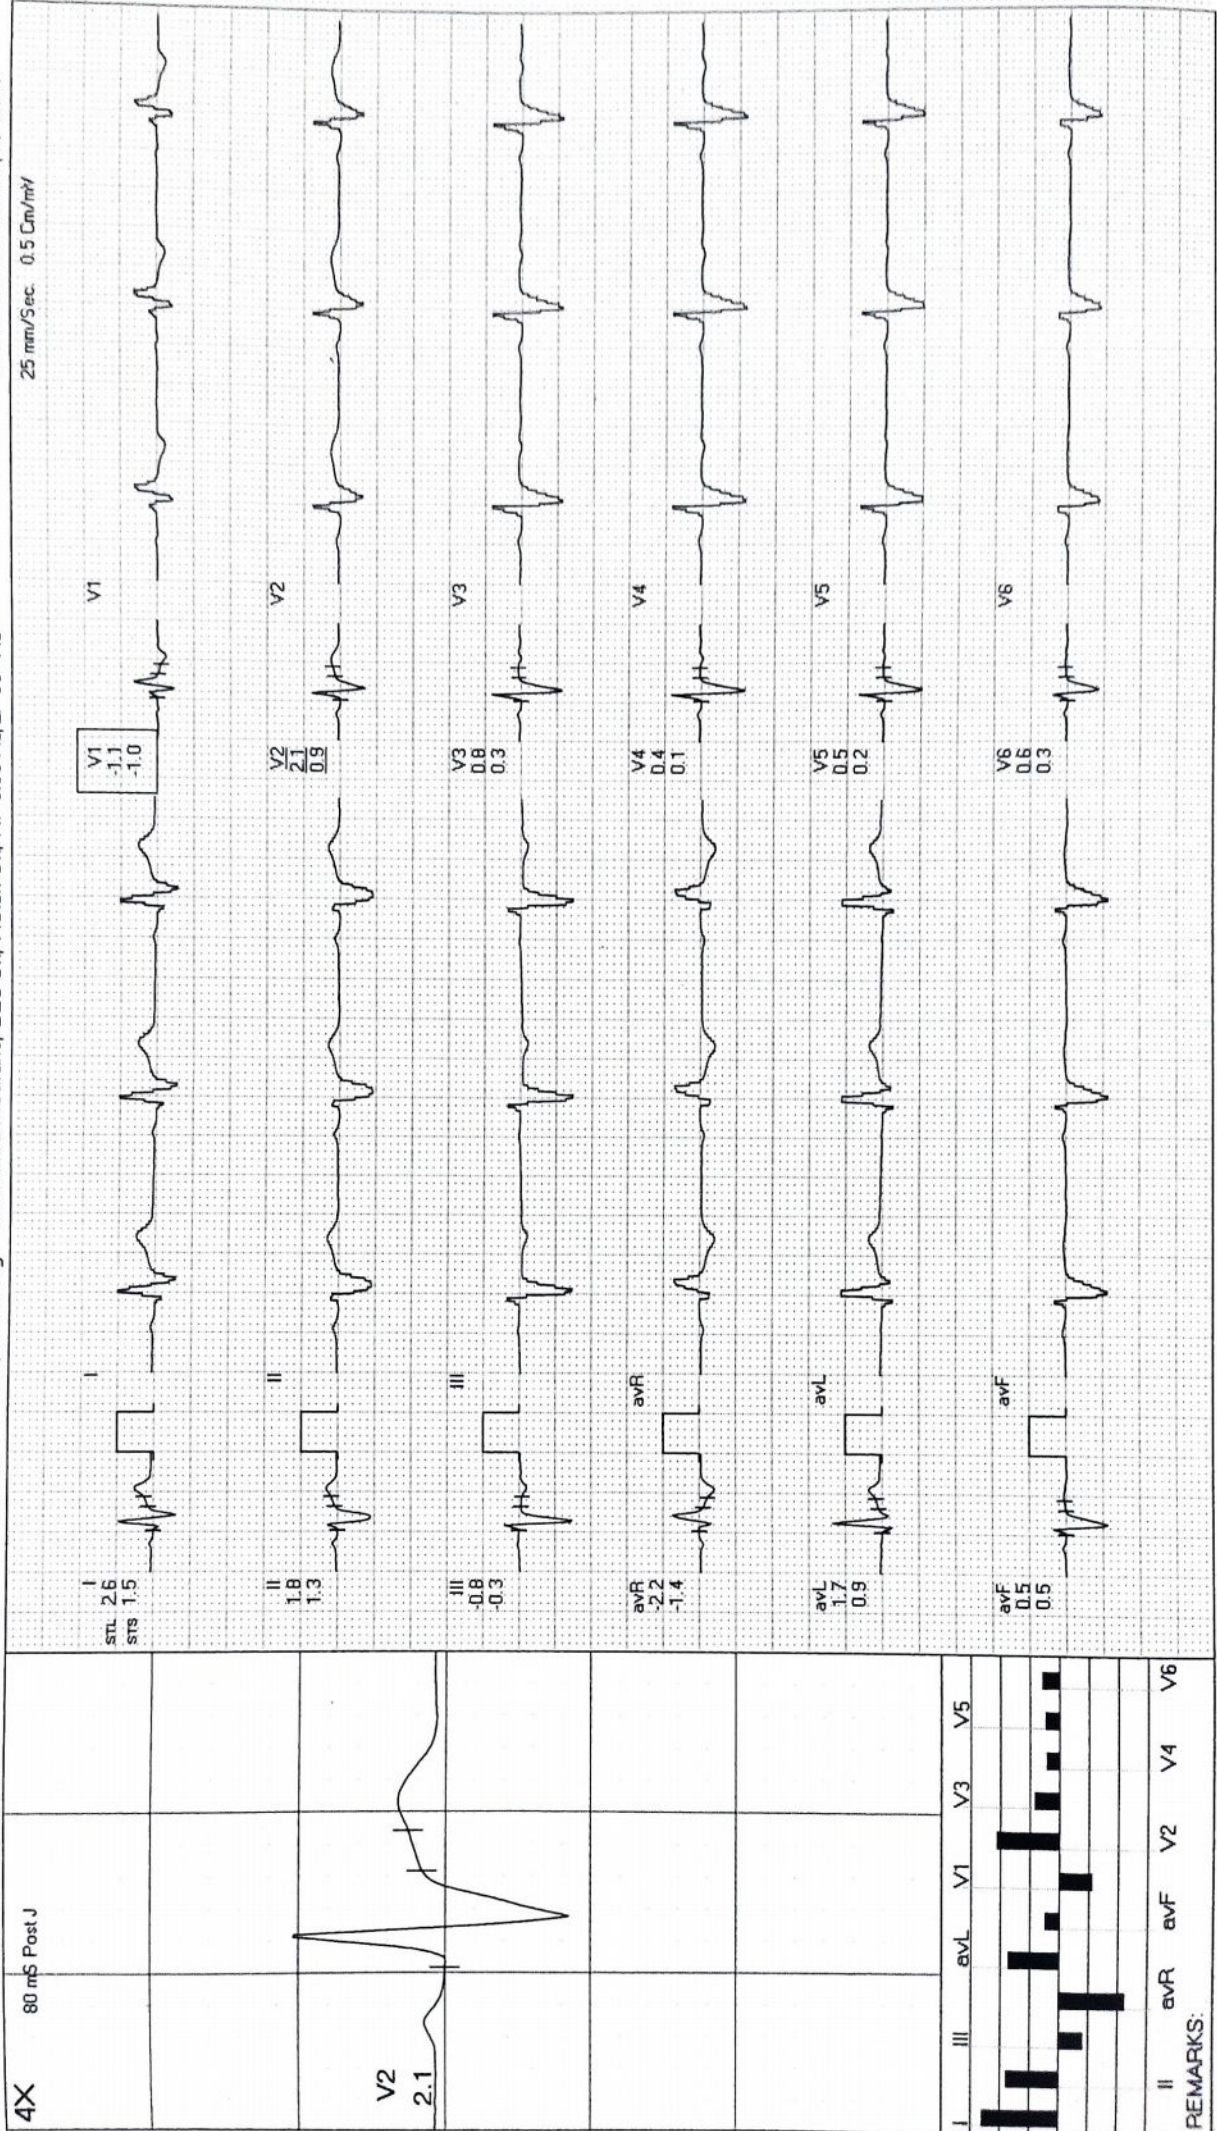 4X
80 mS Post J
25 mm/Sec. 0.5 Cm/mV
V2
2.1
I
STL 2.6
STS 1.5
I
V1
-1.1
-1.0
V1
II
1.8
1.3
II
V2
2.1
0.9
V2
III
-0.8
-0.3
III
V3
0.8
0.3
V3
avR
-2.2
-1.4
avR
V4
0.4
0.1
V4
avL
1.7
0.9
avL
V5
0.5
0.2
V5
avF
0.5
0.5
avF
V6
0.6
0.3
V6
I III avL V1 V3 V5
II avR avF V2 V4 V6
REMARKS: